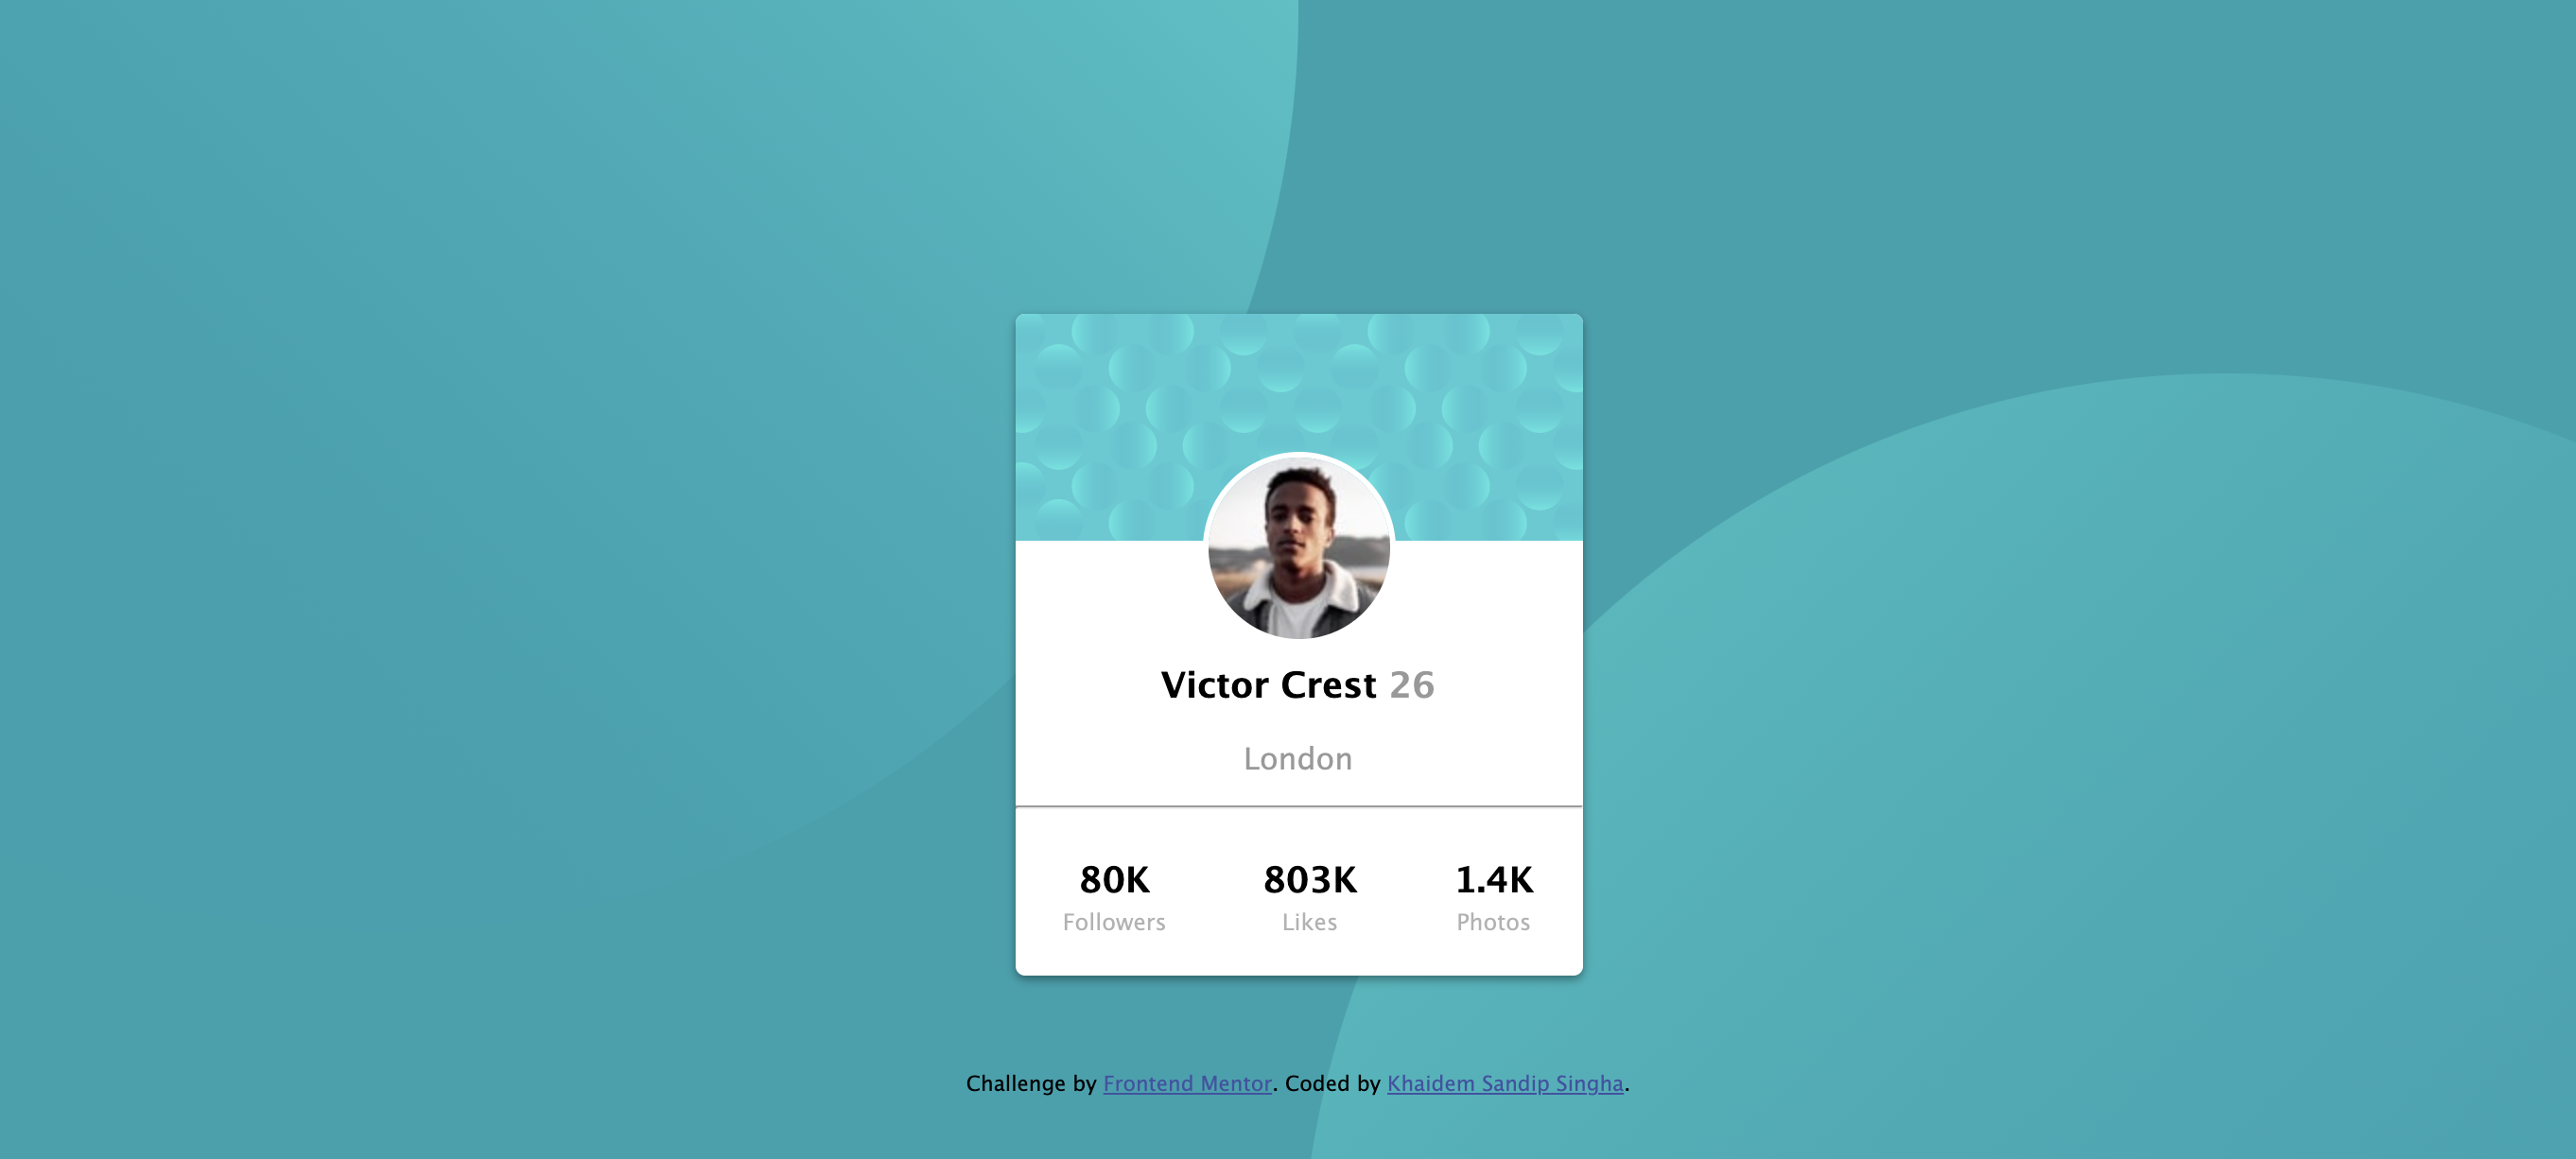 Victor Crest 26
London
80K 803K 1.4K
Followers Likes Photos
Challenge by Frontend Mentor. Coded by Khaidem Sandip Singha.